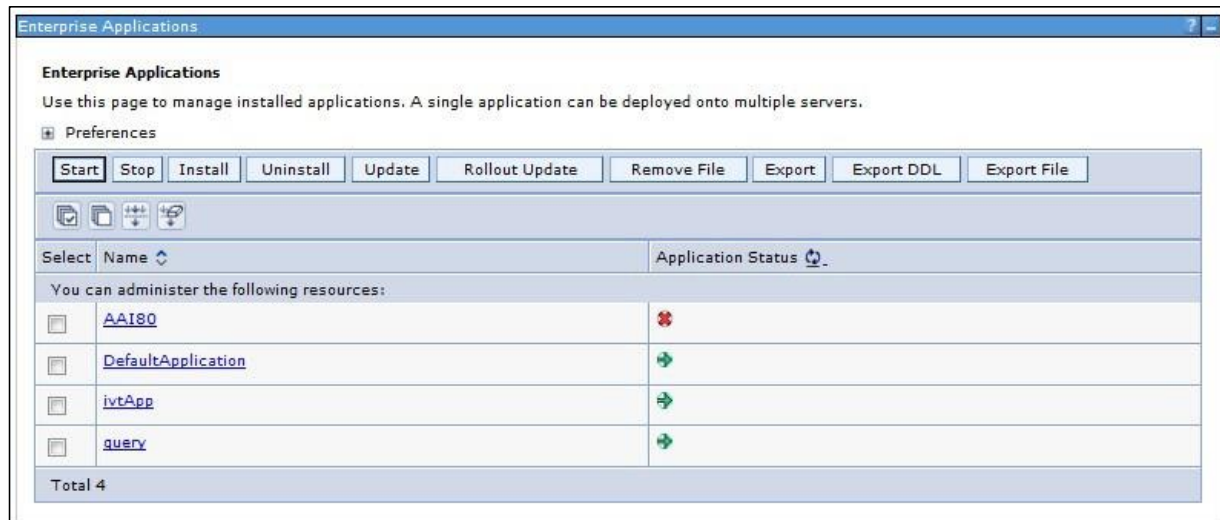 Enterprise Applications ? –
Enterprise Applications
Use this page to manage installed applications. A single application can be deployed onto multiple servers.
Preferences
Start Stop Install Uninstall Update Rollout Update Remove File Export Export DDL Export File
Select Name Application Status
You can administer the following resources:
AAI80
DefaultApplication
ivtApp
query
Total 4